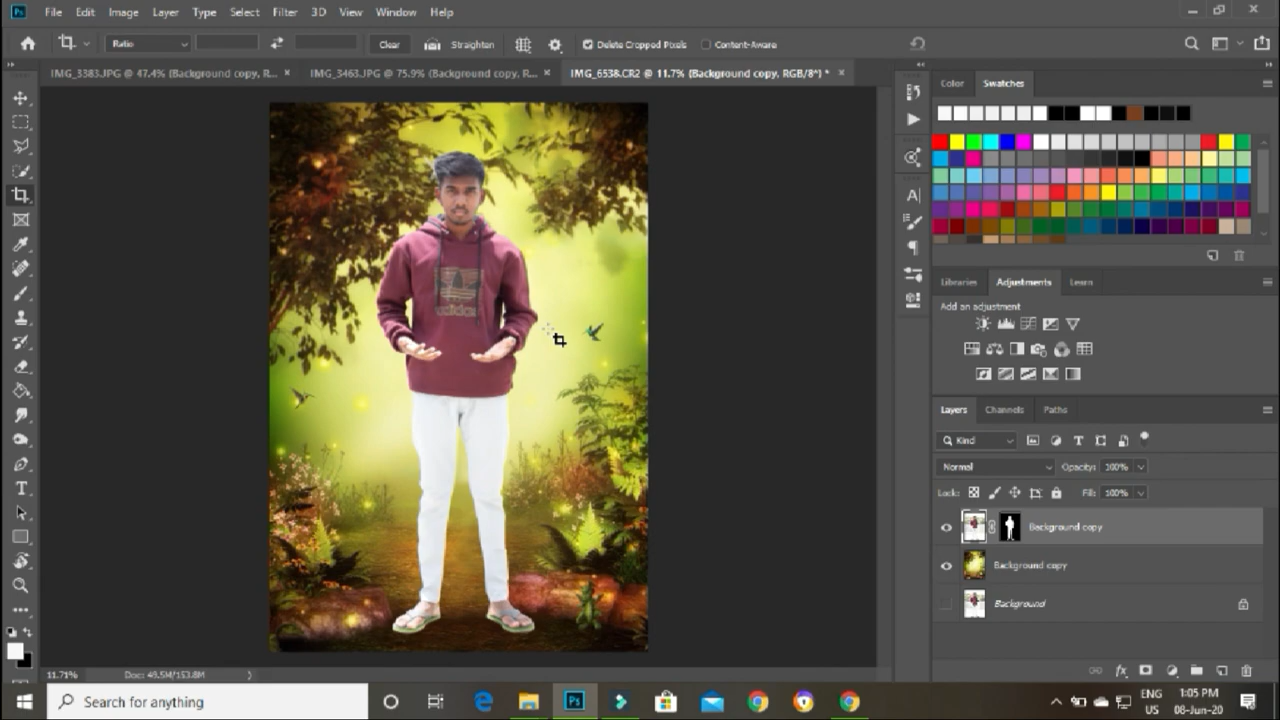 Ps File Edit Image Layer Type Select Filter 3D View Window Help
Ratio Clear Straighten Delete Cropped Pixels Content-Aware
IMG_3383.JPG @ 47.4% (Background copy, R... × IMG_3463.JPG @ 75.9% (Background copy, R... × IMG_6538.CR2 @ 11.7% (Background copy, RGB/8*) * ×
Color Swatches
adidas
Libraries Adjustments Learn
Add an adjustment
Layers Channels Paths
Kind
Normal Opacity: 100%
Lock: Fill: 100%
Background copy
Background copy
Background
11.71% Doc: 49.5M/153.8M
Search for anything
Ps
ENG
US
1:05 PM
08-Jun-20